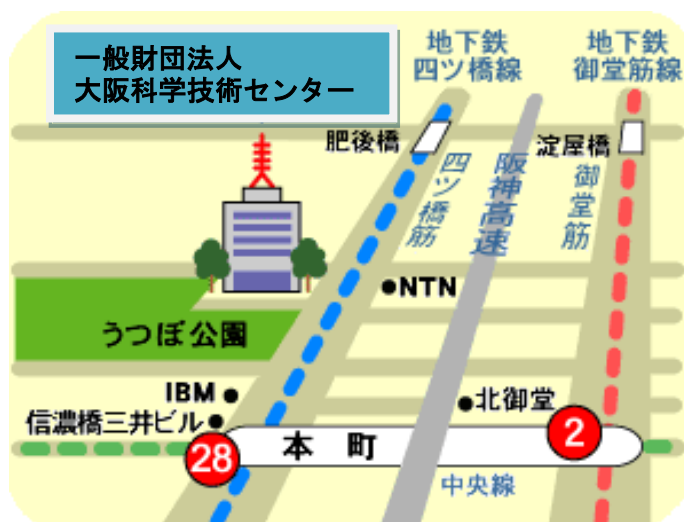 一般財団法人
大阪科学技術センター
地下鉄
四ツ橋線
地下鉄
御堂筋線
肥後橋
淀屋橋
四ツ橋筋
阪神高速
御堂筋
NTN
うつぼ公園
IBM
北御堂
信濃橋三井ビル
2
28
本町
中央線